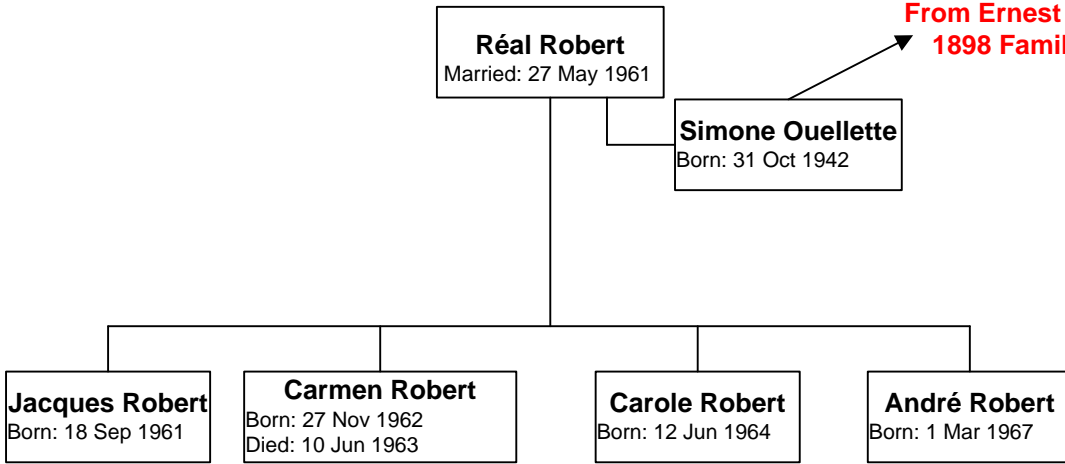 From Ernest
1898
Réal Robert
Married: 27 May 1961
Simone Ouellette
Born: 31 Oct 1942
Jacques Robert
Born: 18 Sep 1961
Carmen Robert
Born: 27 Nov 1962
Died: 10 Jun 1963
Carole Robert
Born: 12 Jun 1964
André Robert
Born: 1 Mar 1967